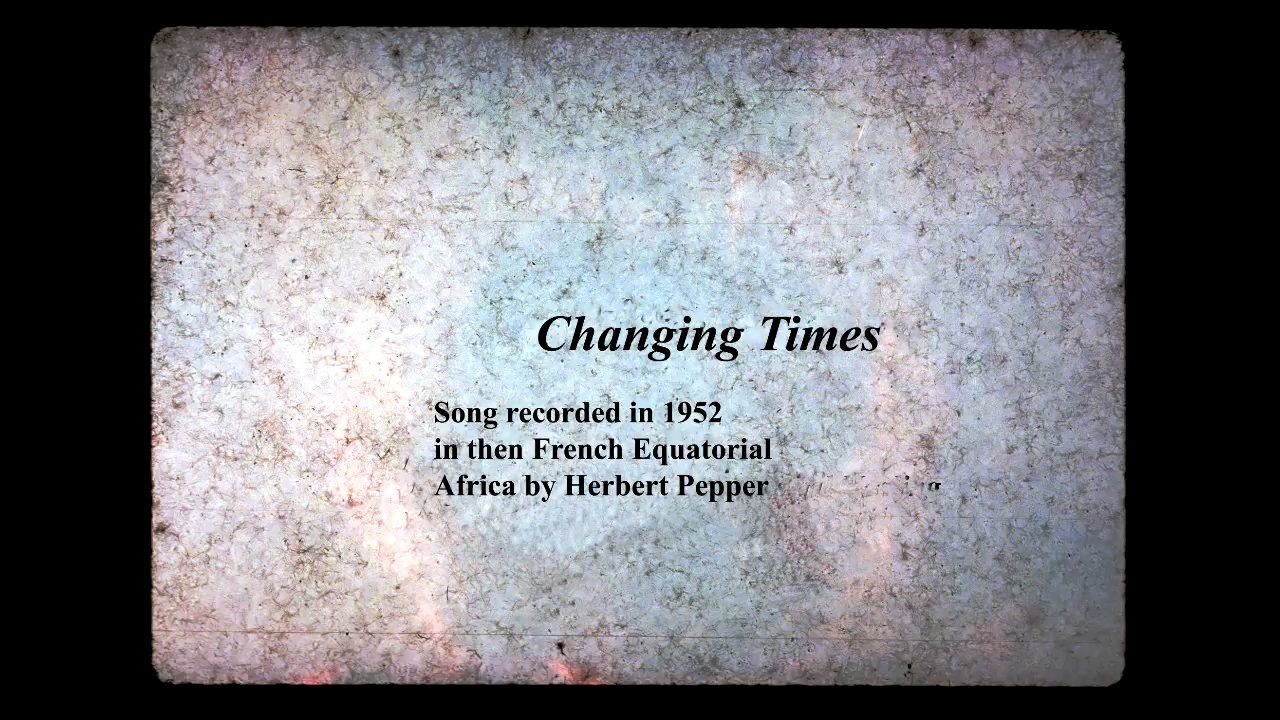 Changing Times
Song recorded in 1952
in then French Equatorial
Africa by Herbert Pepper